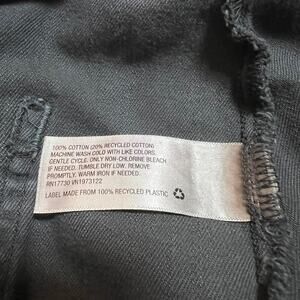 100% COTTON (20% RECYCLED COTTON)
MACHINE WASH COLD WITH LIKE COLORS,
GENTLE CYCLE. ONLY NON-CHLORINE BLEACH
IF NEEDED. TUMBLE DRY LOW. REMOVE
PROMPTLY. WARM IRON IF NEEDED.
RN17730 VN1973122
LABEL MADE FROM 100% RECYCLED PLASTIC